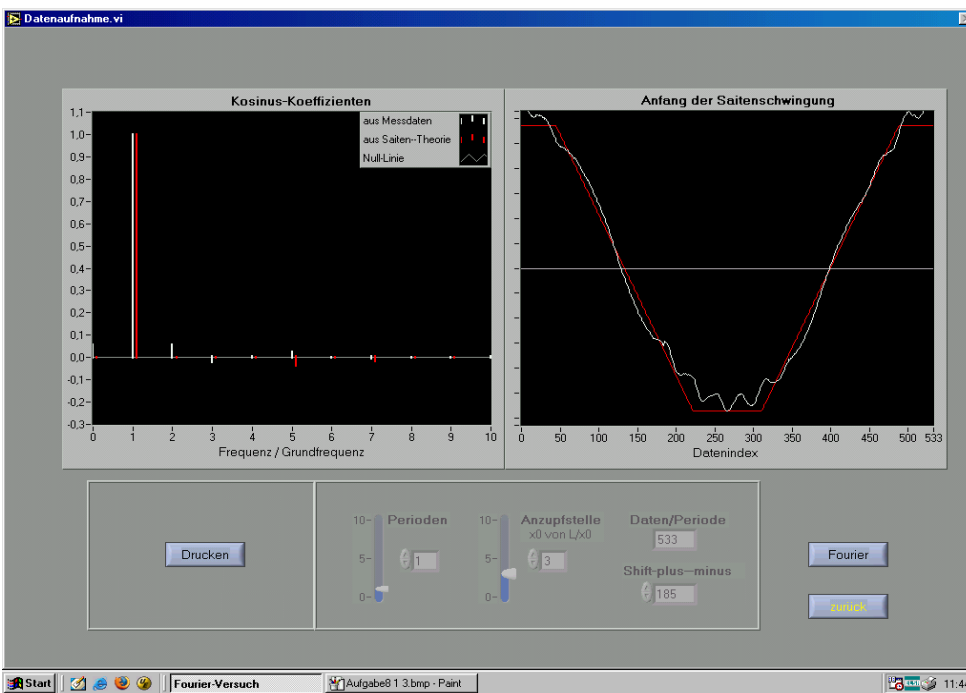 Datenaufnahme.vi
Kosinus-Koeffizienten
aus Messdaten
aus Saiten--Theorie
Null-Linie
1,1
1,0
0,9
0,8
0,7
0,6
0,5
0,4
0,3
0,2
0,1
0,0
-0,1
-0,2
-0,3
0 1 2 3 4 5 6 7 8 9 10
Frequenz / Grundfrequenz
Anfang der Saitenschwingung
0 50 100 150 200 250 300 350 400 450 500 533
Datenindex
Drucken
Perioden
10
5
0
1
Anzupfstelle
x0 von L/x0
10
5
0
3
Daten/Periode
533
Shift-plus--minus
185
Fourier
zurück
Start
Fourier-Versuch
Aufgabe8 1 3.bmp - Paint
11:44